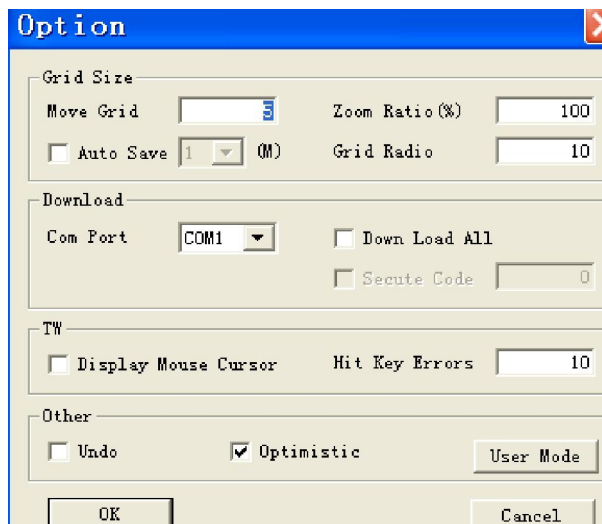 Option
Grid Size
Move Grid 5 Zoom Ratio(%) 100
Auto Save 1 (M) Grid Radio 10
Download
Com Port COM1 Down Load All
Secute Code 0
TW
Display Mouse Cursor Hit Key Errors 10
Other
Undo Optimistic User Mode
OK Cancel